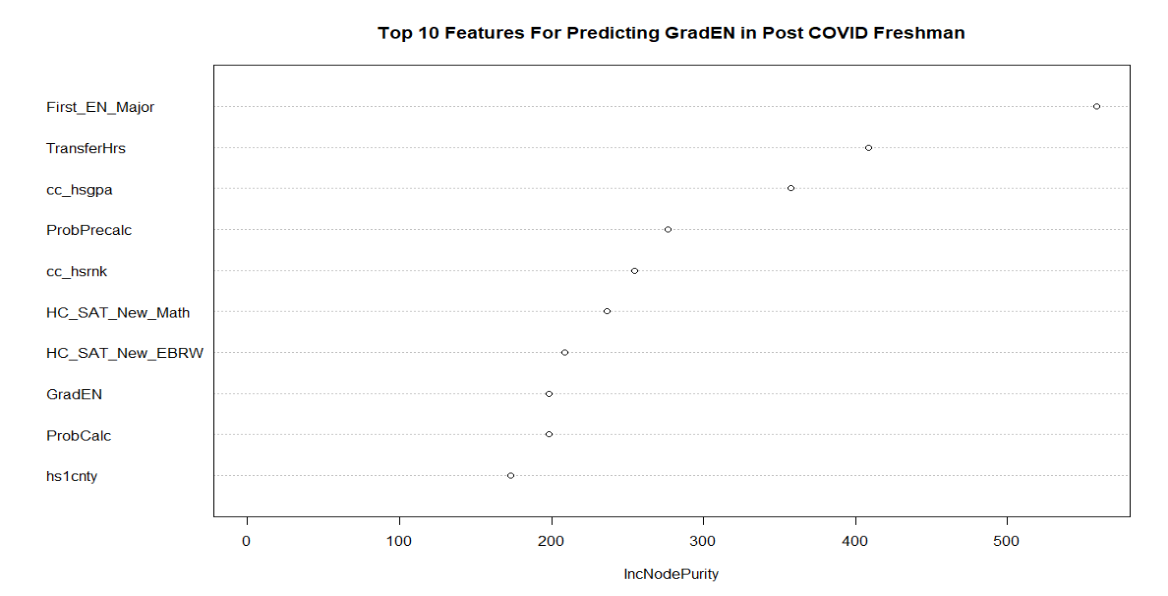 Top 10 Features For Predicting GradEN in Post COVID Freshman
First_EN_Major
TransferHrs
cc_hsgpa
ProbPrecalc
cc_hsrnk
HC_SAT_New_Math
HC_SAT_New_EBRW
GradEN
ProbCalc
hs1cnty
0 100 200 300 400 500
IncNodePurity